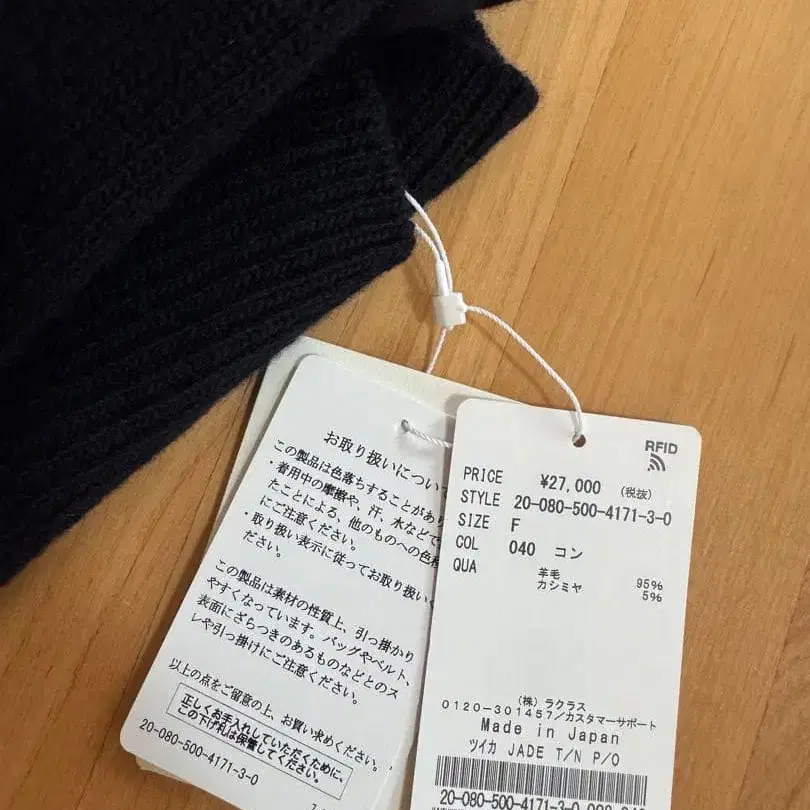 お取り扱いについて
この製品は色落ちすることがあり
・着用中の摩擦や、汗、水などで
たことによる、他のものへの色移
にご注意ください。
・取り扱い表示に従ってお取り扱いく
ださい。
この製品は素材の性質上、引っ掛かり
やすくなっています。バッグやベルト、
表面にざらつきのあるものなどとのス
レや引っ掛けにご注意ください。
以上の点をご留意の上、お買い求めください。
正しくお手入れしていただくために、
この下げ札は保管してください。
20-080-500-4171-3-0
RFID
PRICE ¥27,000 (税抜)
STYLE 20-080-500-4171-3-0
SIZE F
COL 040 コン
QUA 羊毛 95%
カシミヤ 5%
(株)ラクラス
0120-301457/カスタマーサポート
Made in Japan
ツイカ JADE T/N P/O
20-080-500-4171-3-0